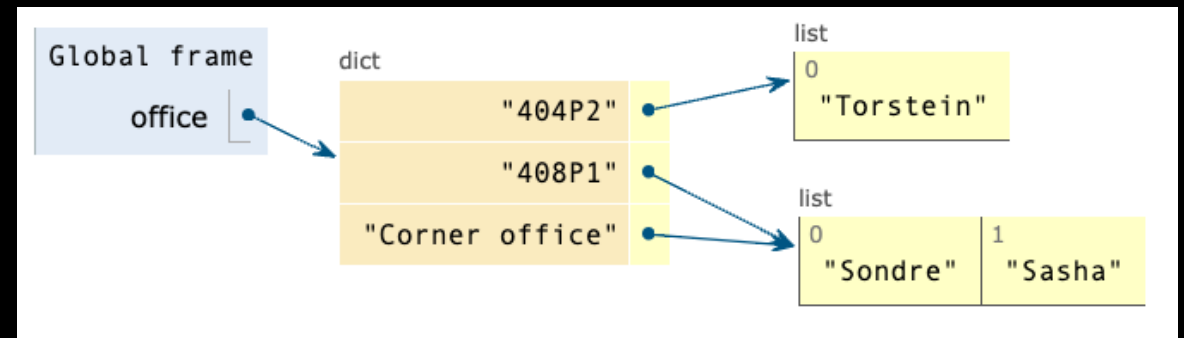 Global frame
office
dict
"404P2"
"408P1"
"Corner office"
list
0
"Torstein"
list
0 1
"Sondre" "Sasha"